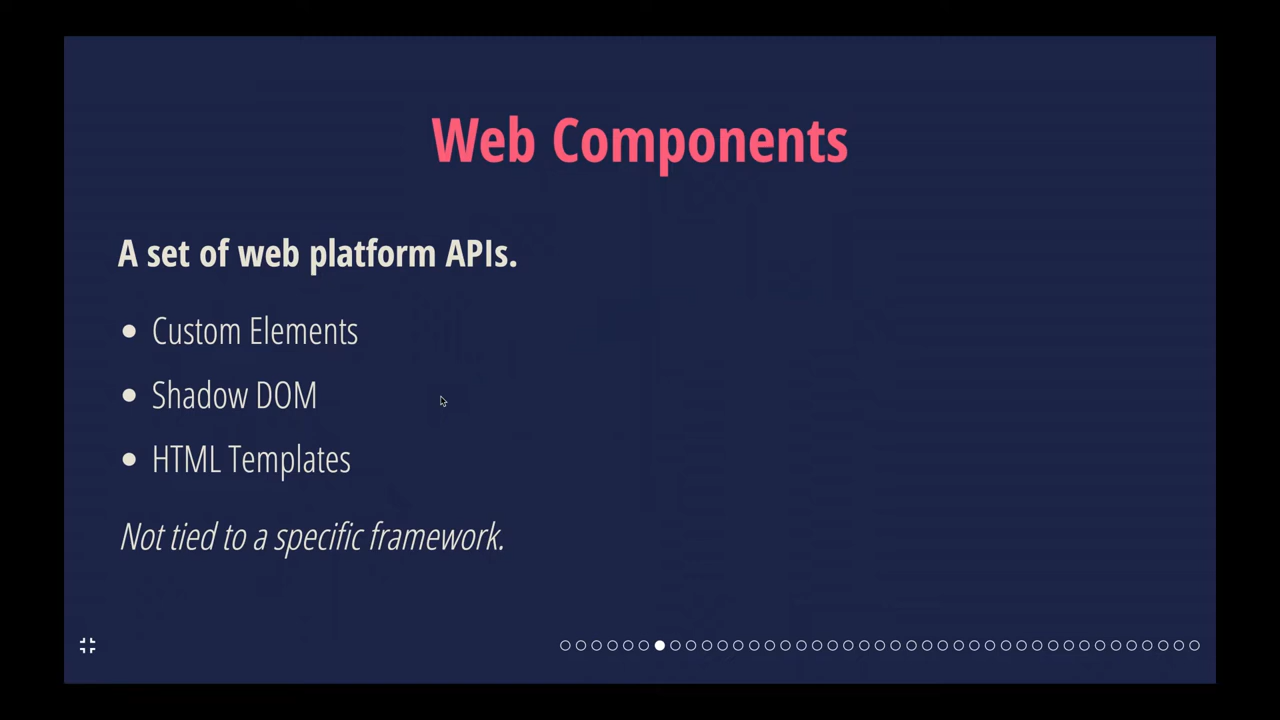 Web Components
A set of web platform APIs.
Custom Elements
Shadow DOM
HTML Templates
Not tied to a specific framework.